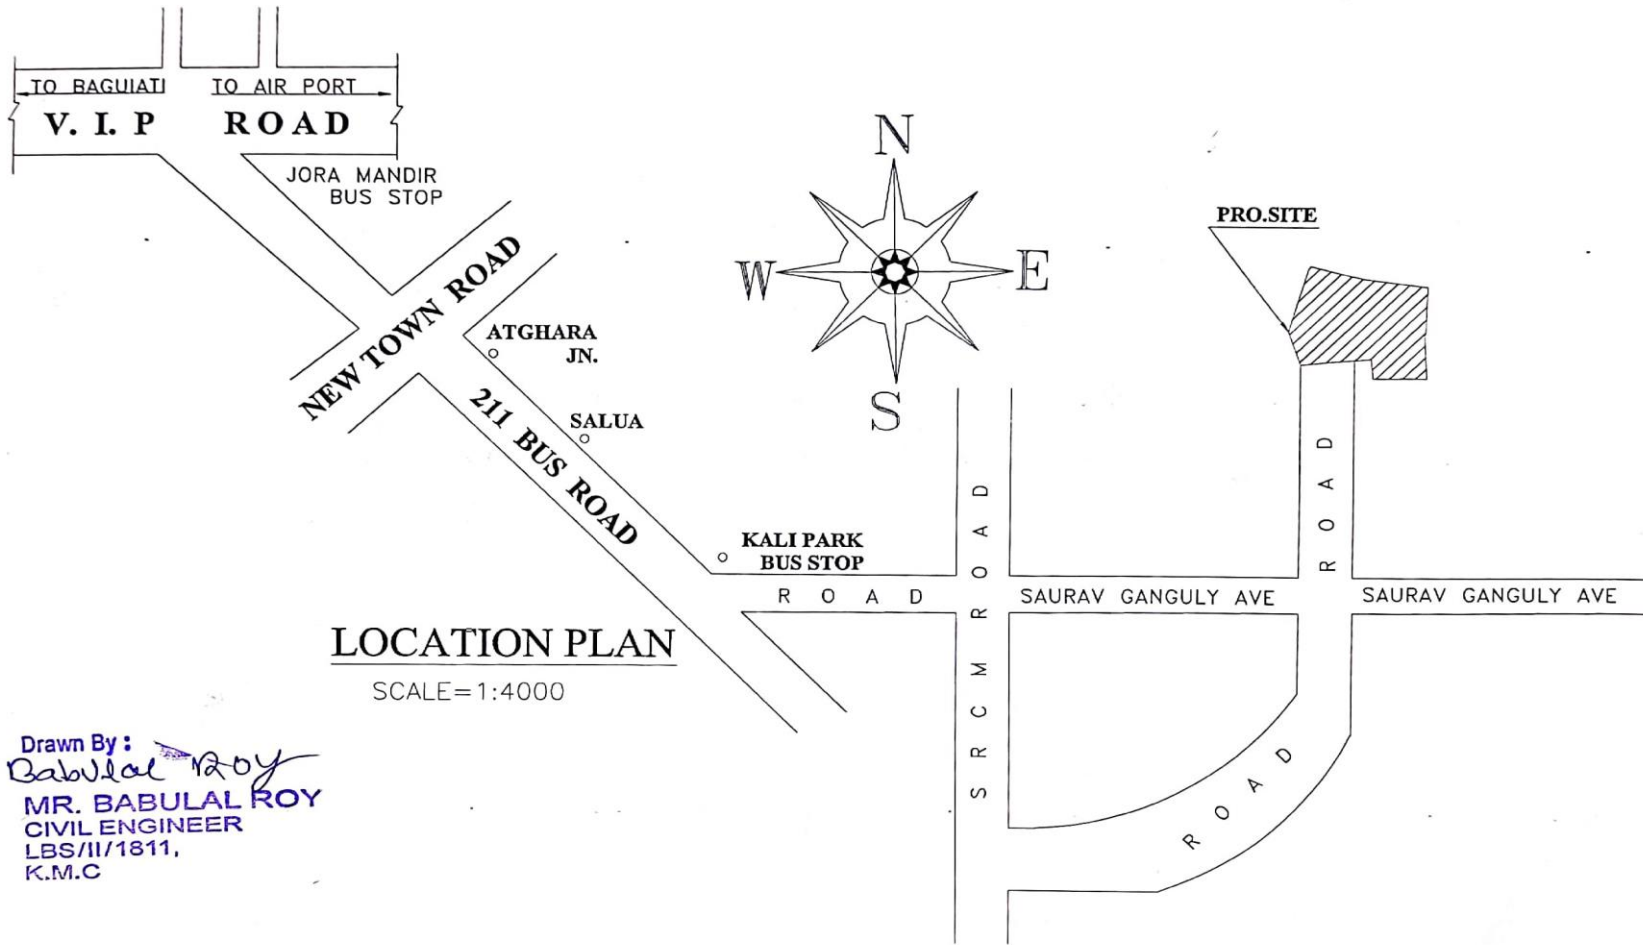 TO BAGUIATI TO AIR PORT
V. I. P ROAD
JORA MANDIR
BUS STOP
NEW TOWN ROAD
ATGHARA
JN.
SALUA
211 BUS ROAD
KALI PARK
BUS STOP
ROAD
N
W
E
S
PRO.SITE
ROAD
SRCM ROAD
SAURAV GANGULY AVE
SAURAV GANGULY AVE
ROAD
LOCATION PLAN
SCALE=1:4000
Drawn By :
Babulal Roy
MR. BABULAL ROY
CIVIL ENGINEER
LBS/II/1811,
K.M.C